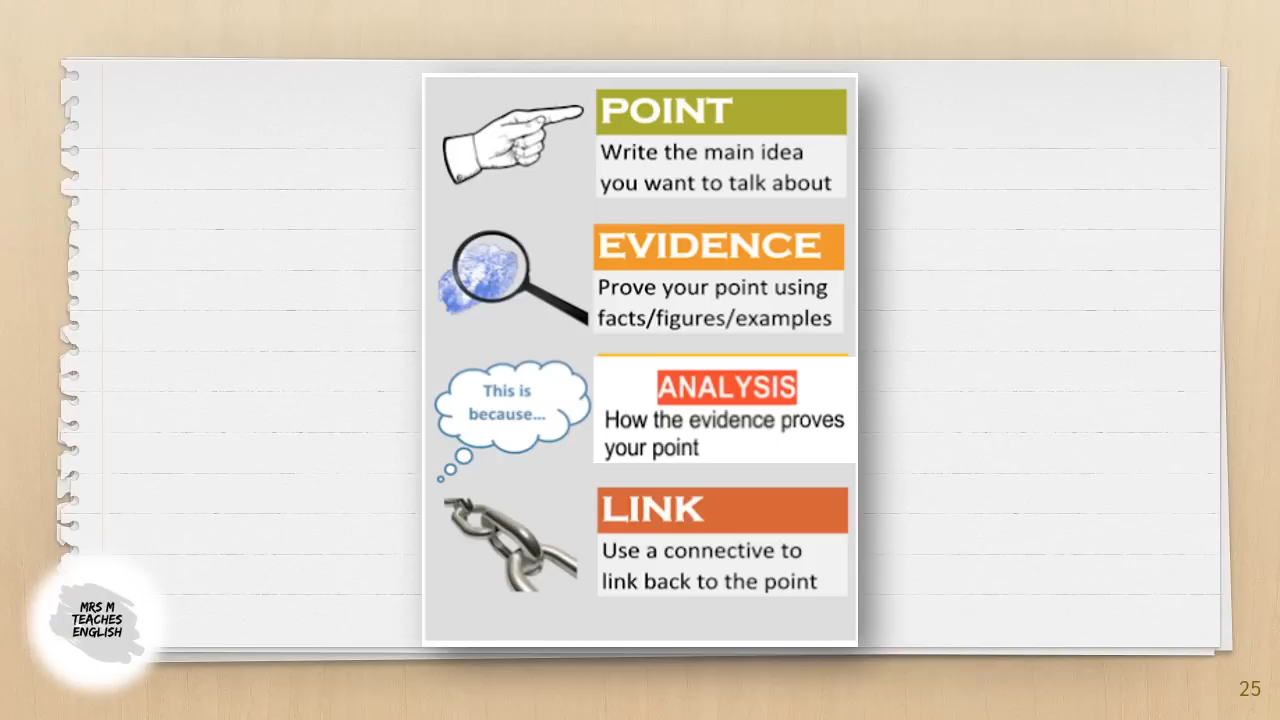 POINT
Write the main idea
you want to talk about
EVIDENCE
Prove your point using
facts/figures/examples
This is
because...
ANALYSIS
How the evidence proves
your point
LINK
Use a connective to
link back to the point
MRS M
TEACHES
ENGLISH
25